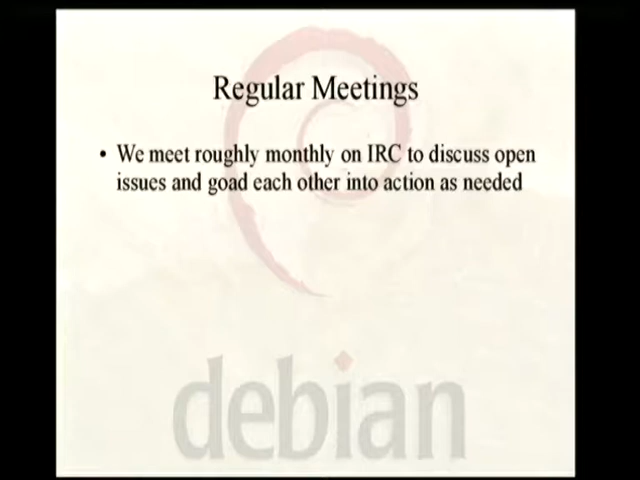 Regular Meetings
• We meet roughly monthly on IRC to discuss open
issues and goad each other into action as needed
debian